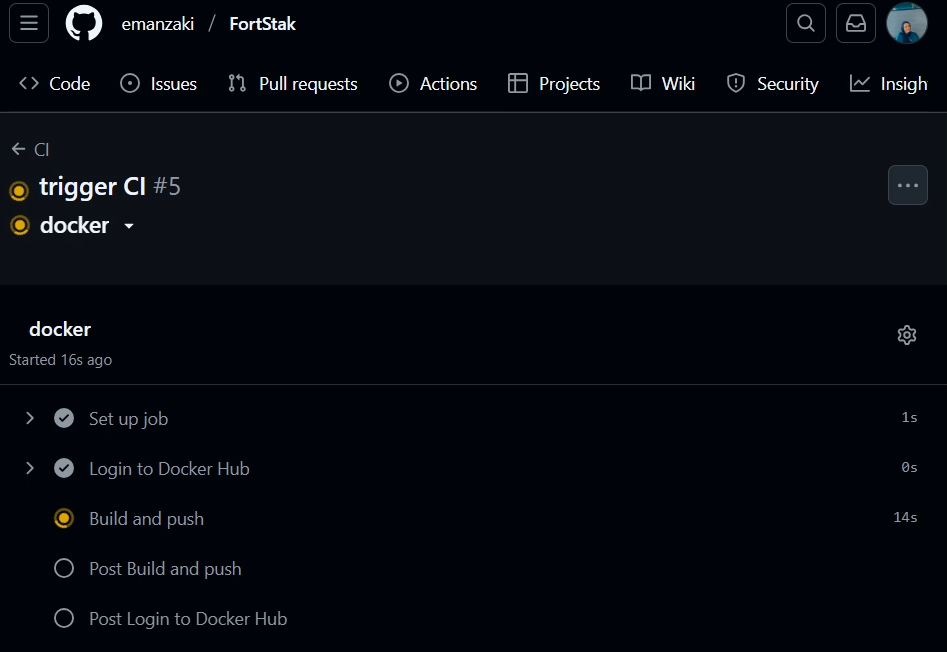 emanzaki / FortStak
Code Issues Pull requests Actions Projects Wiki Security Insigh
CI
trigger CI #5
docker
docker
Started 16s ago
Set up job 1s
Login to Docker Hub 0s
Build and push 14s
Post Build and push
Post Login to Docker Hub